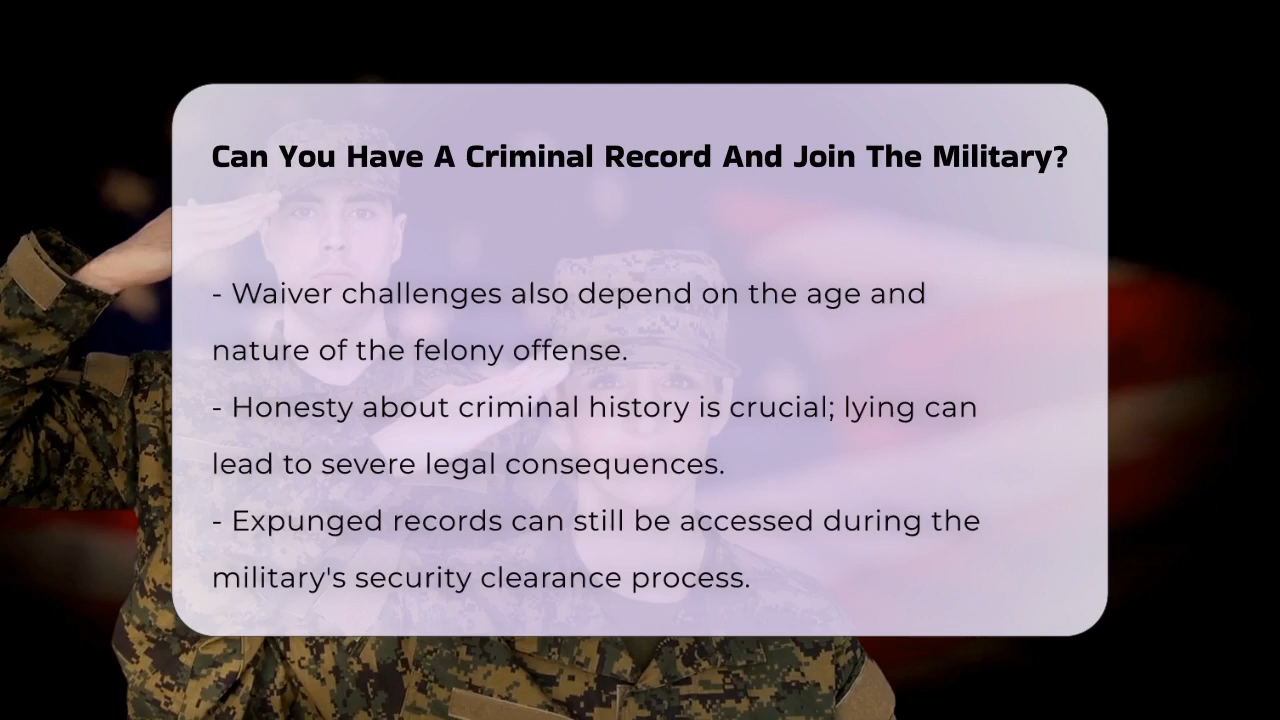 Can You Have A Criminal Record And Join The Military?
- Waiver challenges also depend on the age and
nature of the felony offense.
- Honesty about criminal history is crucial; lying can
lead to severe legal consequences.
- Expunged records can still be accessed during the
military's security clearance process.